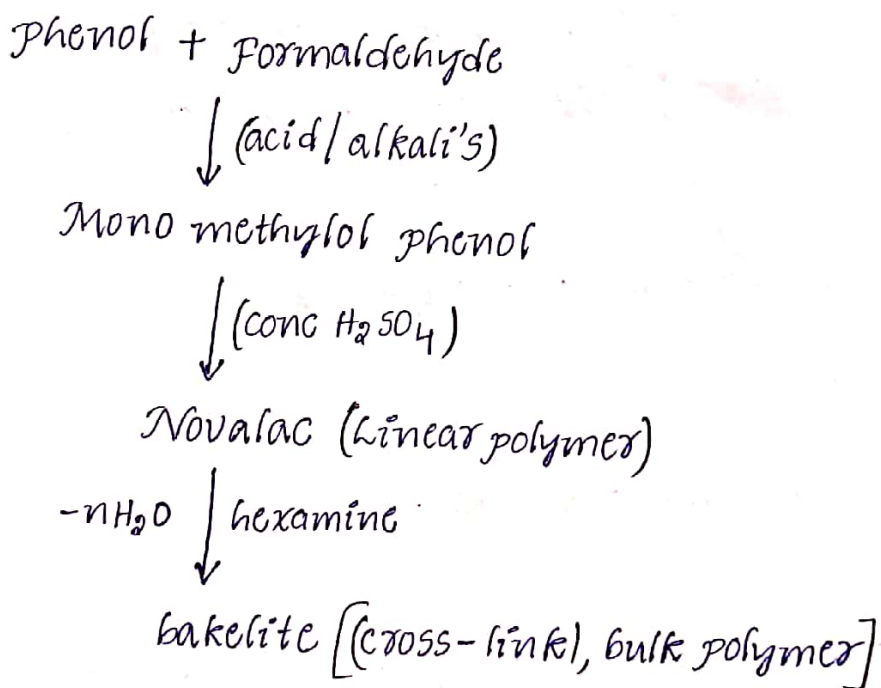 Phenol + Formaldehyde
(acid/alkali's)
Mono methylol phenol
(conc H₂SO₄)
Novalac (Linear polymer)
-nH₂O hexamine
bakelite [(cross-link), bulk polymer]